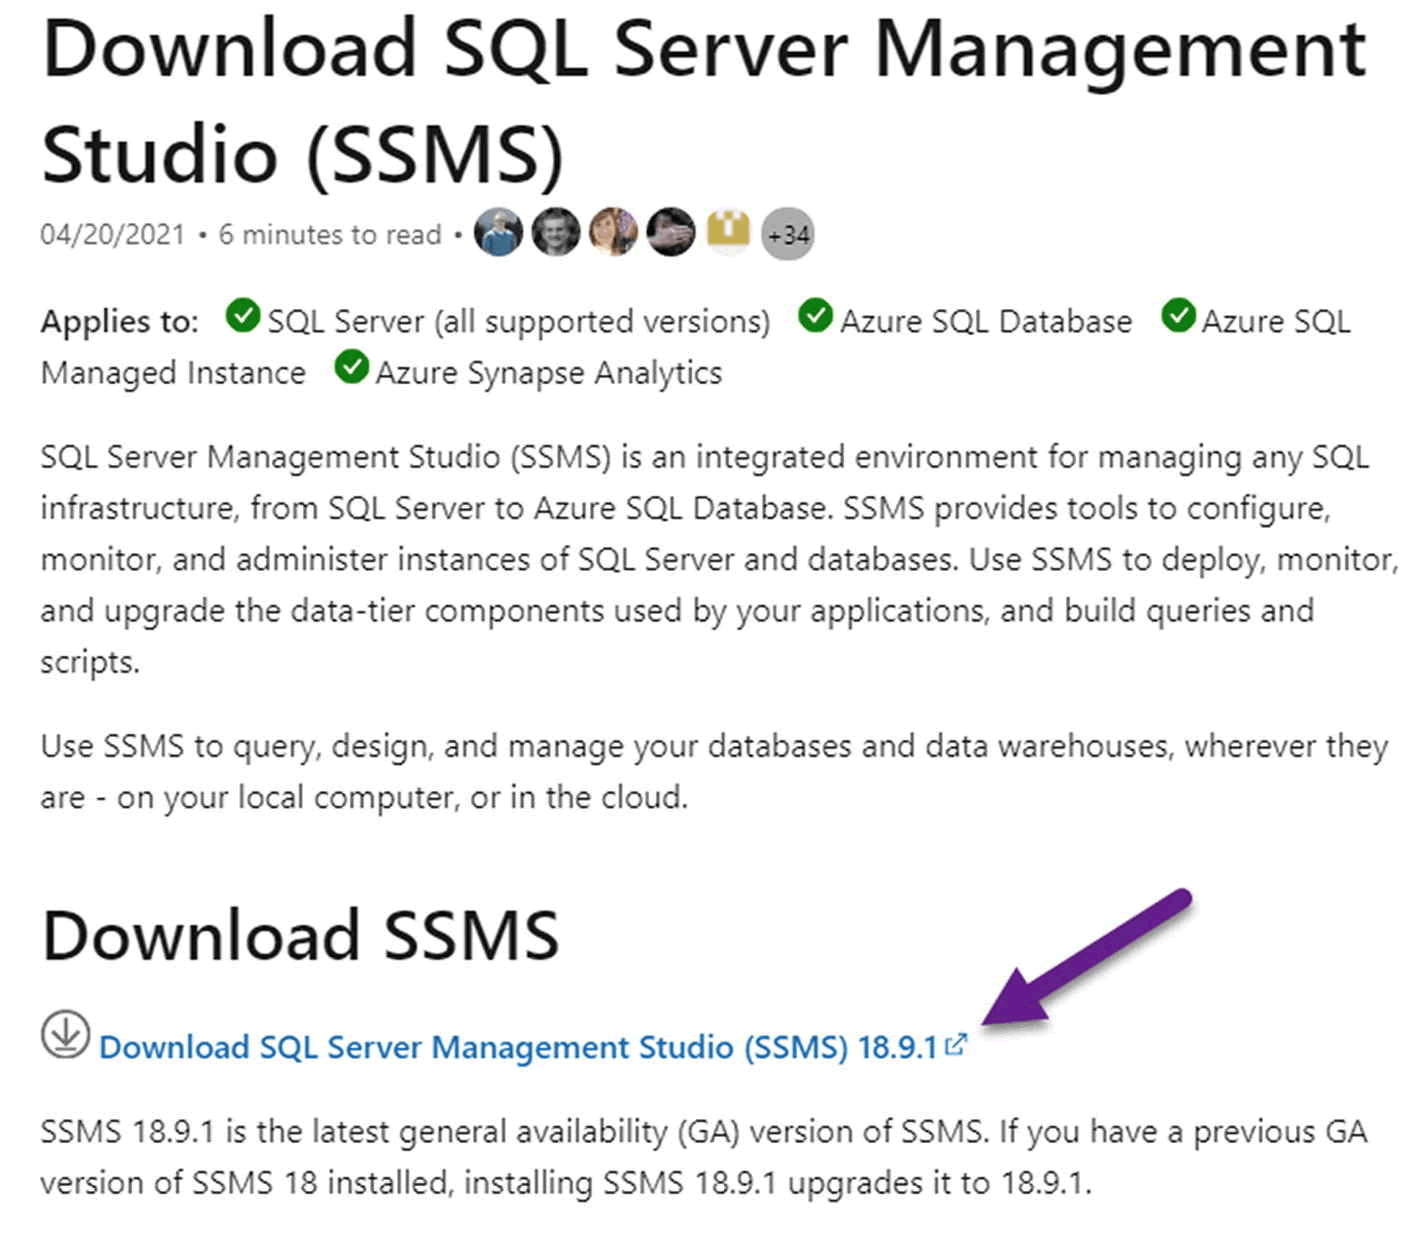 Download SQL Server Management
Studio (SSMS)
04/20/2021 • 6 minutes to read • +34
Applies to: SQL Server (all supported versions) Azure SQL Database Azure SQL
Managed Instance Azure Synapse Analytics
SQL Server Management Studio (SSMS) is an integrated environment for managing any SQL
infrastructure, from SQL Server to Azure SQL Database. SSMS provides tools to configure,
monitor, and administer instances of SQL Server and databases. Use SSMS to deploy, monitor,
and upgrade the data-tier components used by your applications, and build queries and
scripts.
Use SSMS to query, design, and manage your databases and data warehouses, wherever they
are - on your local computer, or in the cloud.
Download SSMS
Download SQL Server Management Studio (SSMS) 18.9.1
SSMS 18.9.1 is the latest general availability (GA) version of SSMS. If you have a previous GA
version of SSMS 18 installed, installing SSMS 18.9.1 upgrades it to 18.9.1.